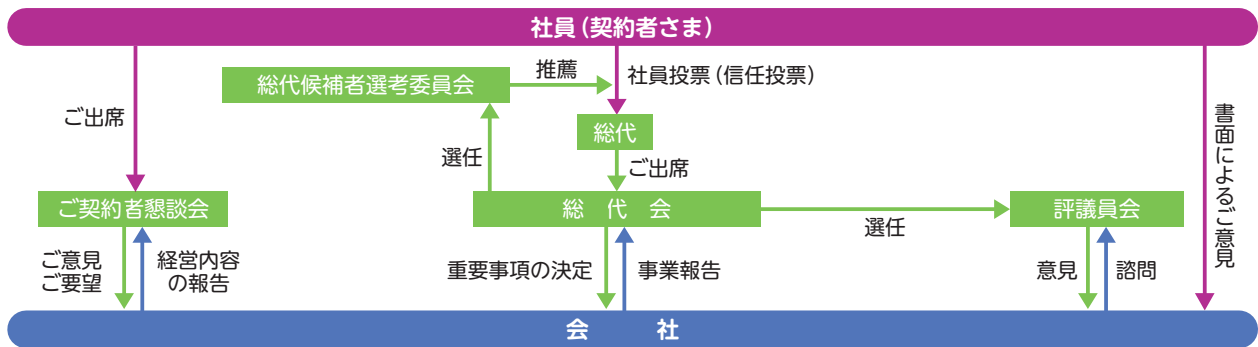 社員（契約者さま）
総代候補者選考委員会
推薦
社員投票（信任投票）
ご出席
総代
選任
ご出席
書面によるご意見
ご契約者懇談会
総代会
選任
評議員会
ご意見
ご要望
経営内容
の報告
重要事項の決定
事業報告
意見
諮問
会社